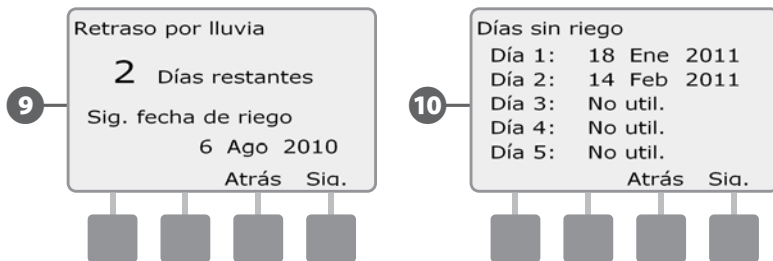 9
Retraso por lluvia
2 Días restantes
Sig. fecha de riego
6 Ago 2010
Atrás Sig.
10
Días sin riego
Día 1: 18 Ene 2011
Día 2: 14 Feb 2011
Día 3: No util.
Día 4: No util.
Día 5: No util.
Atrás Sig.